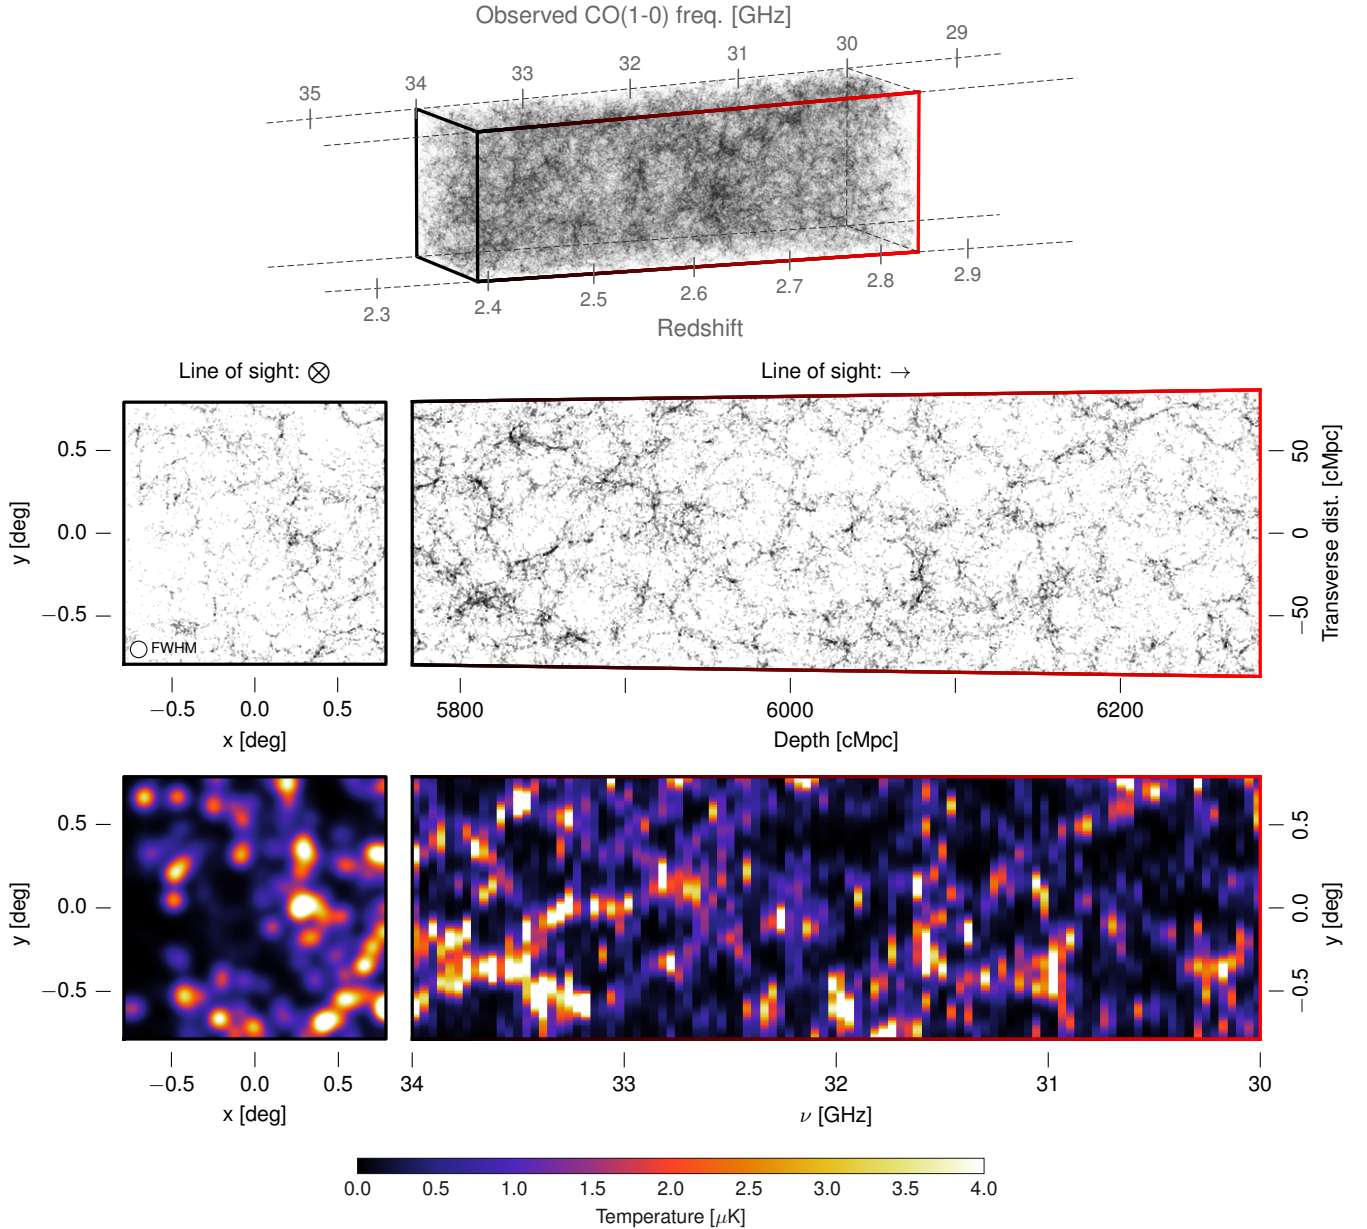 Observed CO(1-0) freq. [GHz]
35 34 33 32 31 30 29
2.3 2.4 2.5 2.6 2.7 2.8 2.9
Redshift
Line of sight: ⊗
Line of sight: →
y [deg]
0.5
0.0
−0.5
FWHM
−0.5 0.0 0.5
x [deg]
5800 6000 6200
Depth [cMpc]
50
0
−50
Transverse dist. [cMpc]
y [deg]
0.5
0.0
−0.5
−0.5 0.0 0.5
x [deg]
34 33 32 31 30
ν [GHz]
0.5
0.0
−0.5
y [deg]
0.0 0.5 1.0 1.5 2.0 2.5 3.0 3.5 4.0
Temperature [μK]